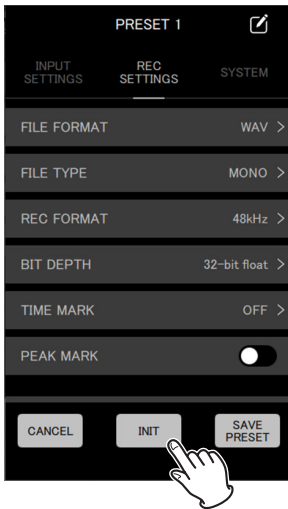 PRESET 1
INPUT
SETTINGS
REC
SETTINGS
SYSTEM
FILE FORMAT WAV >
FILE TYPE MONO >
REC FORMAT 48kHz >
BIT DEPTH 32-bit float >
TIME MARK OFF >
PEAK MARK
CANCEL
INIT
SAVE
PRESET